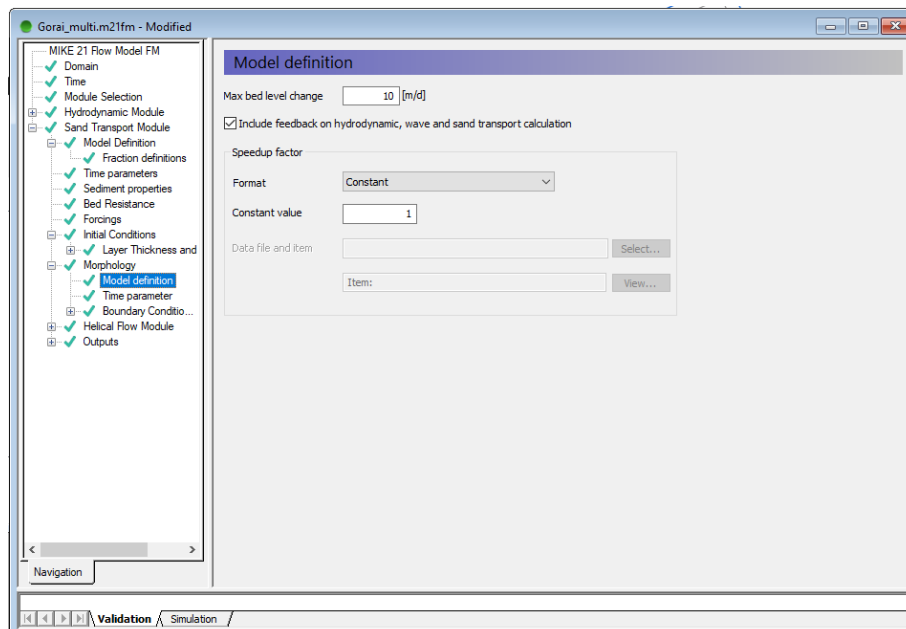 Gorai_multi.m21fm - Modified
MIKE 21 Flow Model FM
Domain
Time
Module Selection
Hydrodynamic Module
Sand Transport Module
Model Definition
Fraction definitions
Time parameters
Sediment properties
Bed Resistance
Forcings
Initial Conditions
Layer Thickness and
Morphology
Model definition
Time parameter
Boundary Conditio...
Helical Flow Module
Outputs
Navigation
Model definition
Max bed level change 10 [m/d]
Include feedback on hydrodynamic, wave and sand transport calculation
Speedup factor
Format Constant
Constant value 1
Data file and item Select...
Item: View...
Validation Simulation